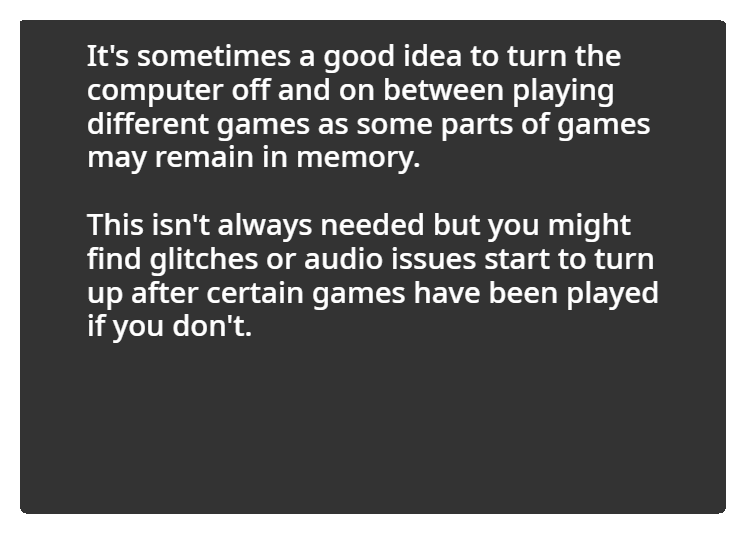 It's sometimes a good idea to turn the
computer off and on between playing
different games as some parts of games
may remain in memory.
This isn't always needed but you might
find glitches or audio issues start to turn
up after certain games have been played
if you don't.